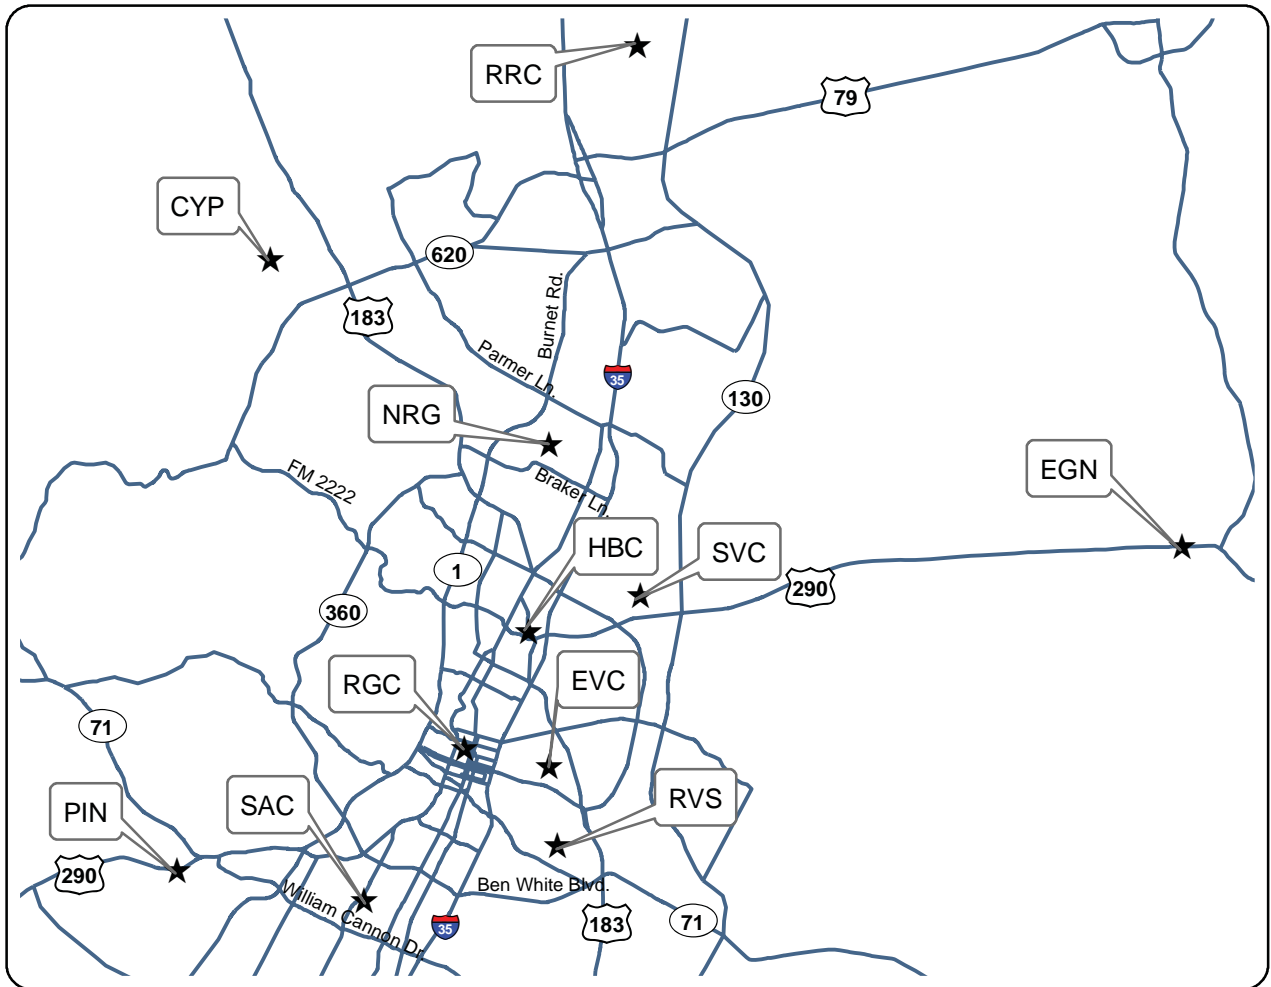 RRC
79
CYP
620
183
Burnet Rd.
Parmer Ln.
35
130
NRG
EGN
FM 2222
Braker Ln.
HBC
SVC
1
290
360
RGC
EVC
71
PIN
SAC
RVS
290
Ben White Blvd.
William Cannon Dr.
35
183
71